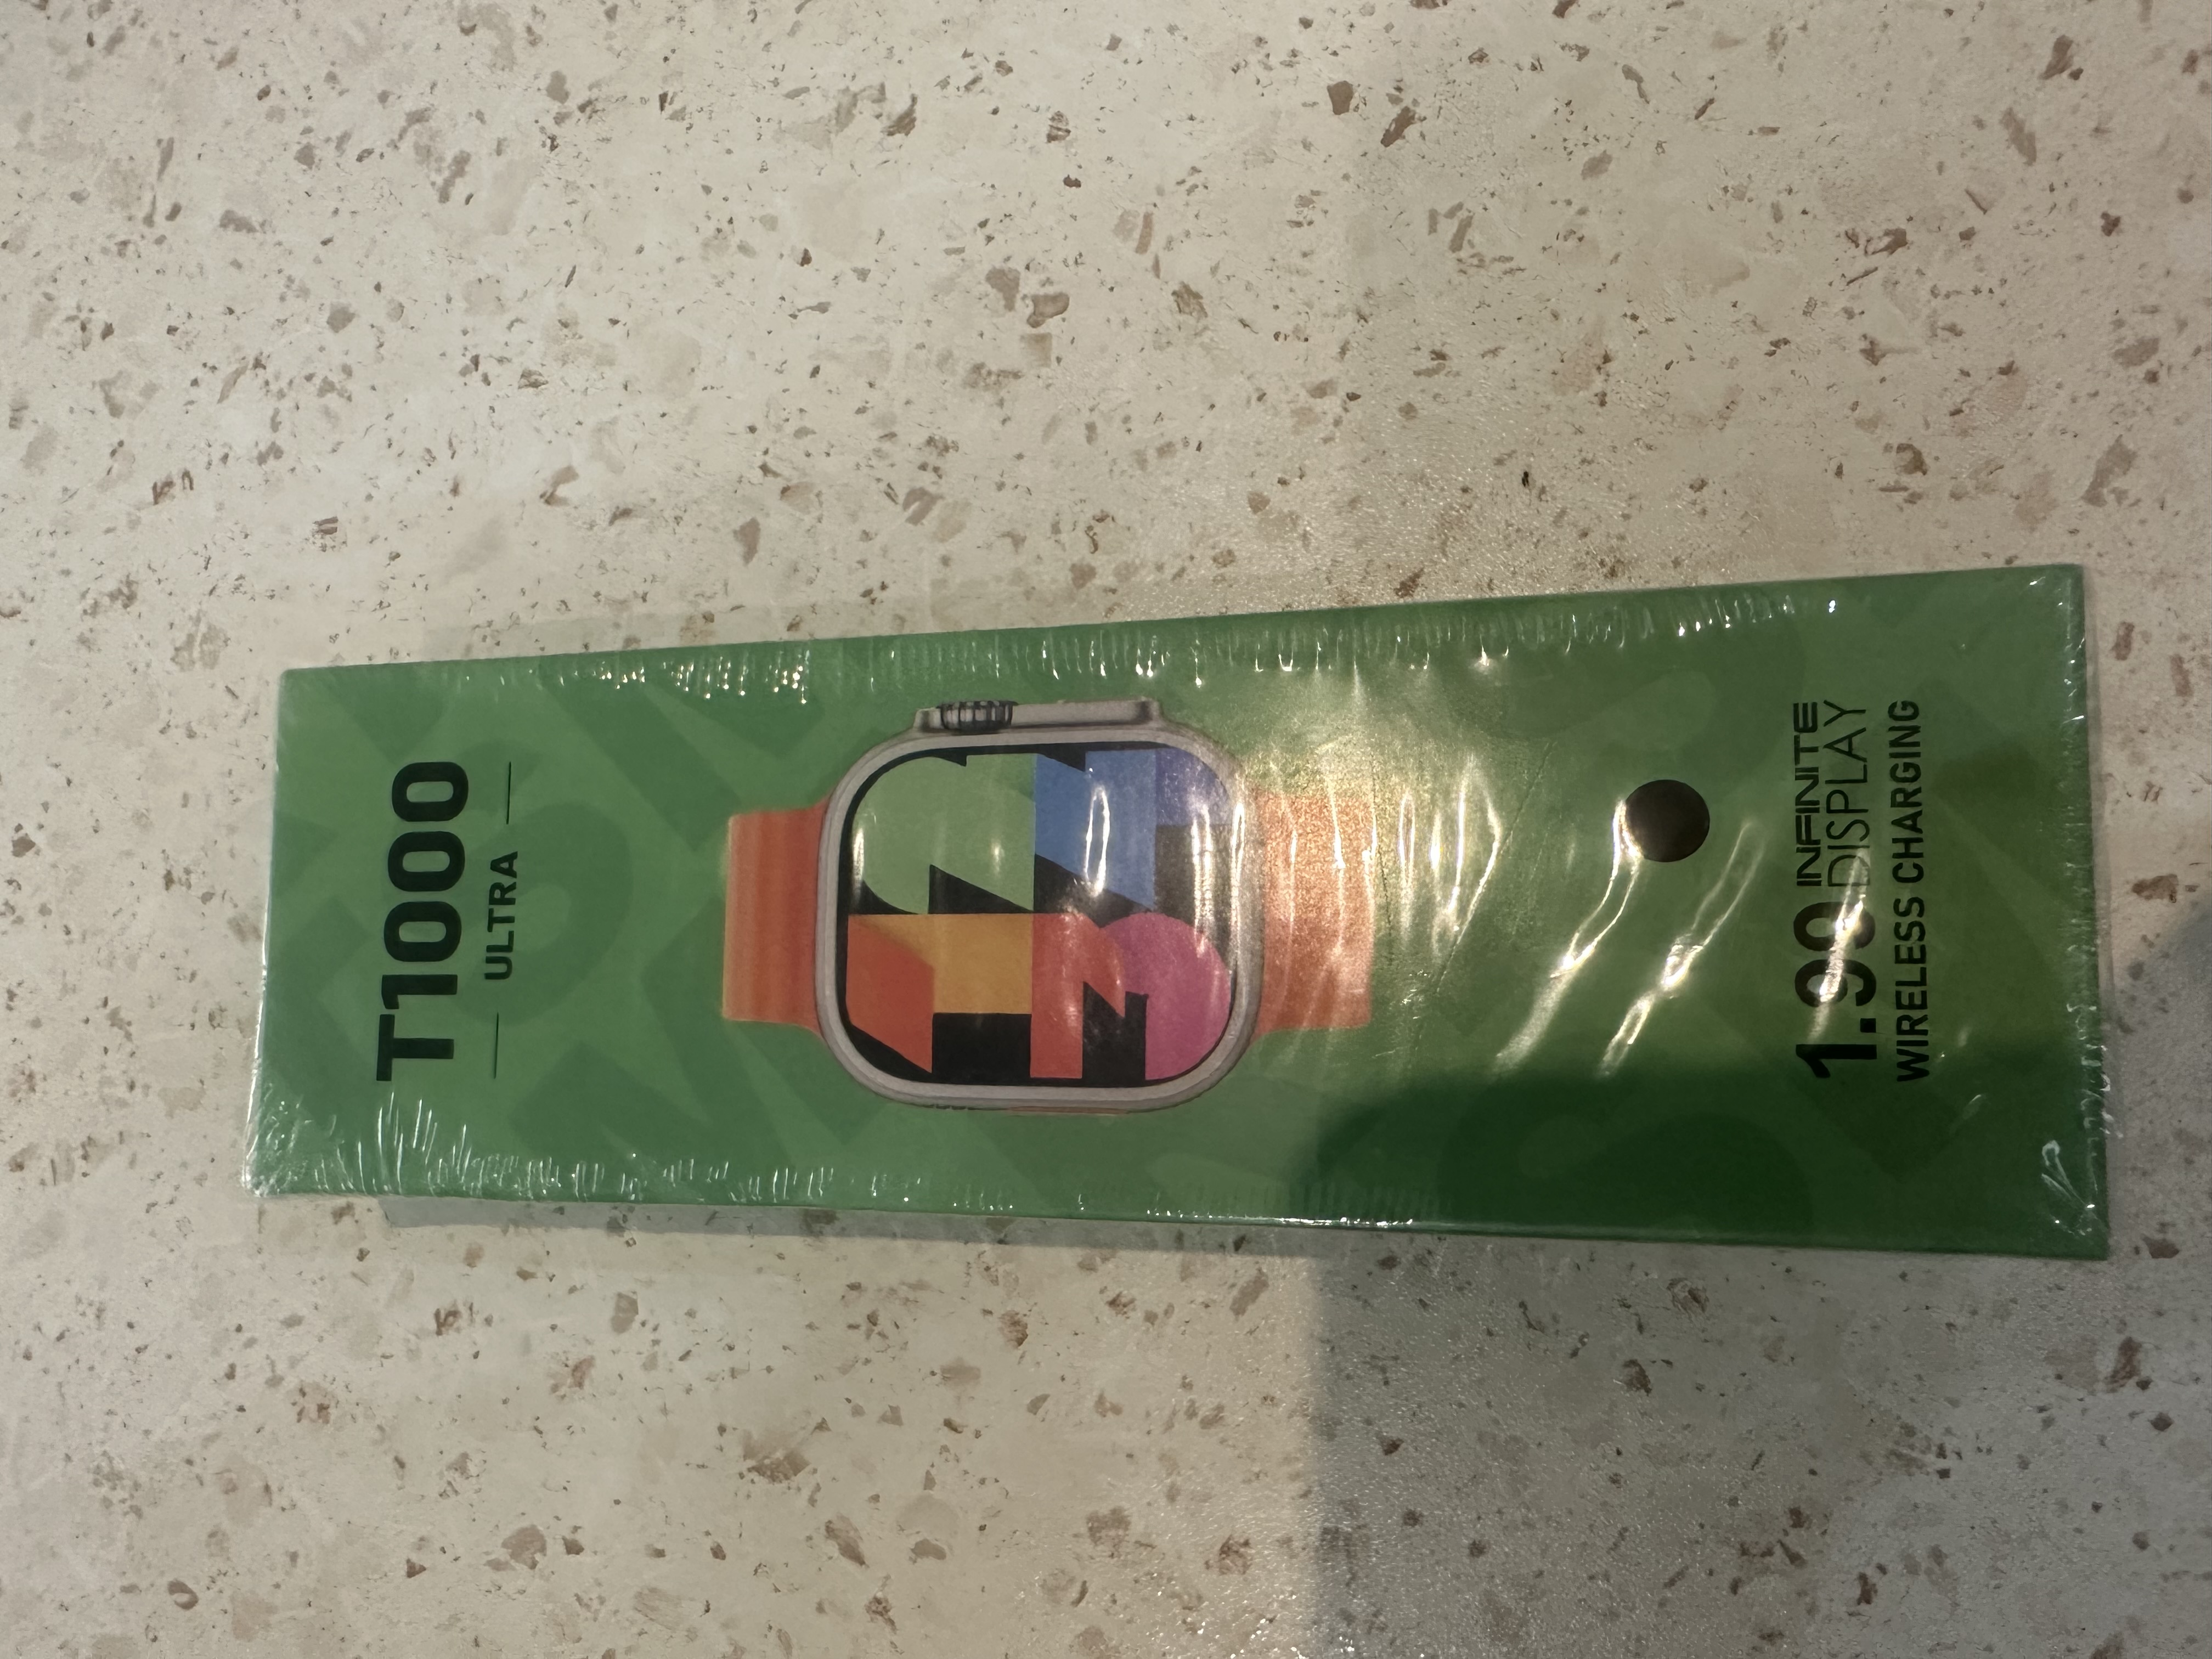 T1000
ULTRA
1.99 INFINITE
DISPLAY
WIRELESS CHARGING